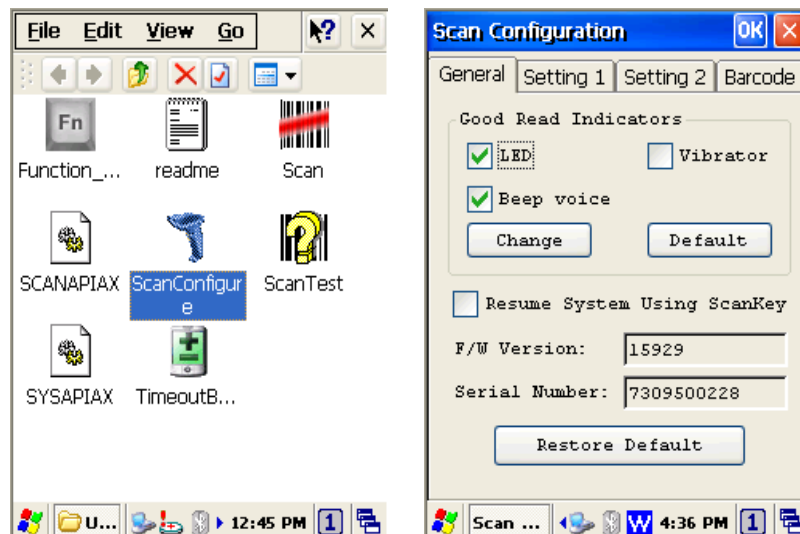 File Edit View Go
?
Fn
Function_...
readme
Scan
SCANAPIAX
ScanConfigur
e
ScanTest
SYSAPIAX
TimeoutB...
U...
12:45 PM
1
Scan Configuration
OK
General
Setting 1
Setting 2
Barcode
Good Read Indicators
LED
Vibrator
Beep voice
Change
Default
Resume System Using ScanKey
F/W Version:
15929
Serial Number:
7309500228
Restore Default
Scan ...
W
4:36 PM
1